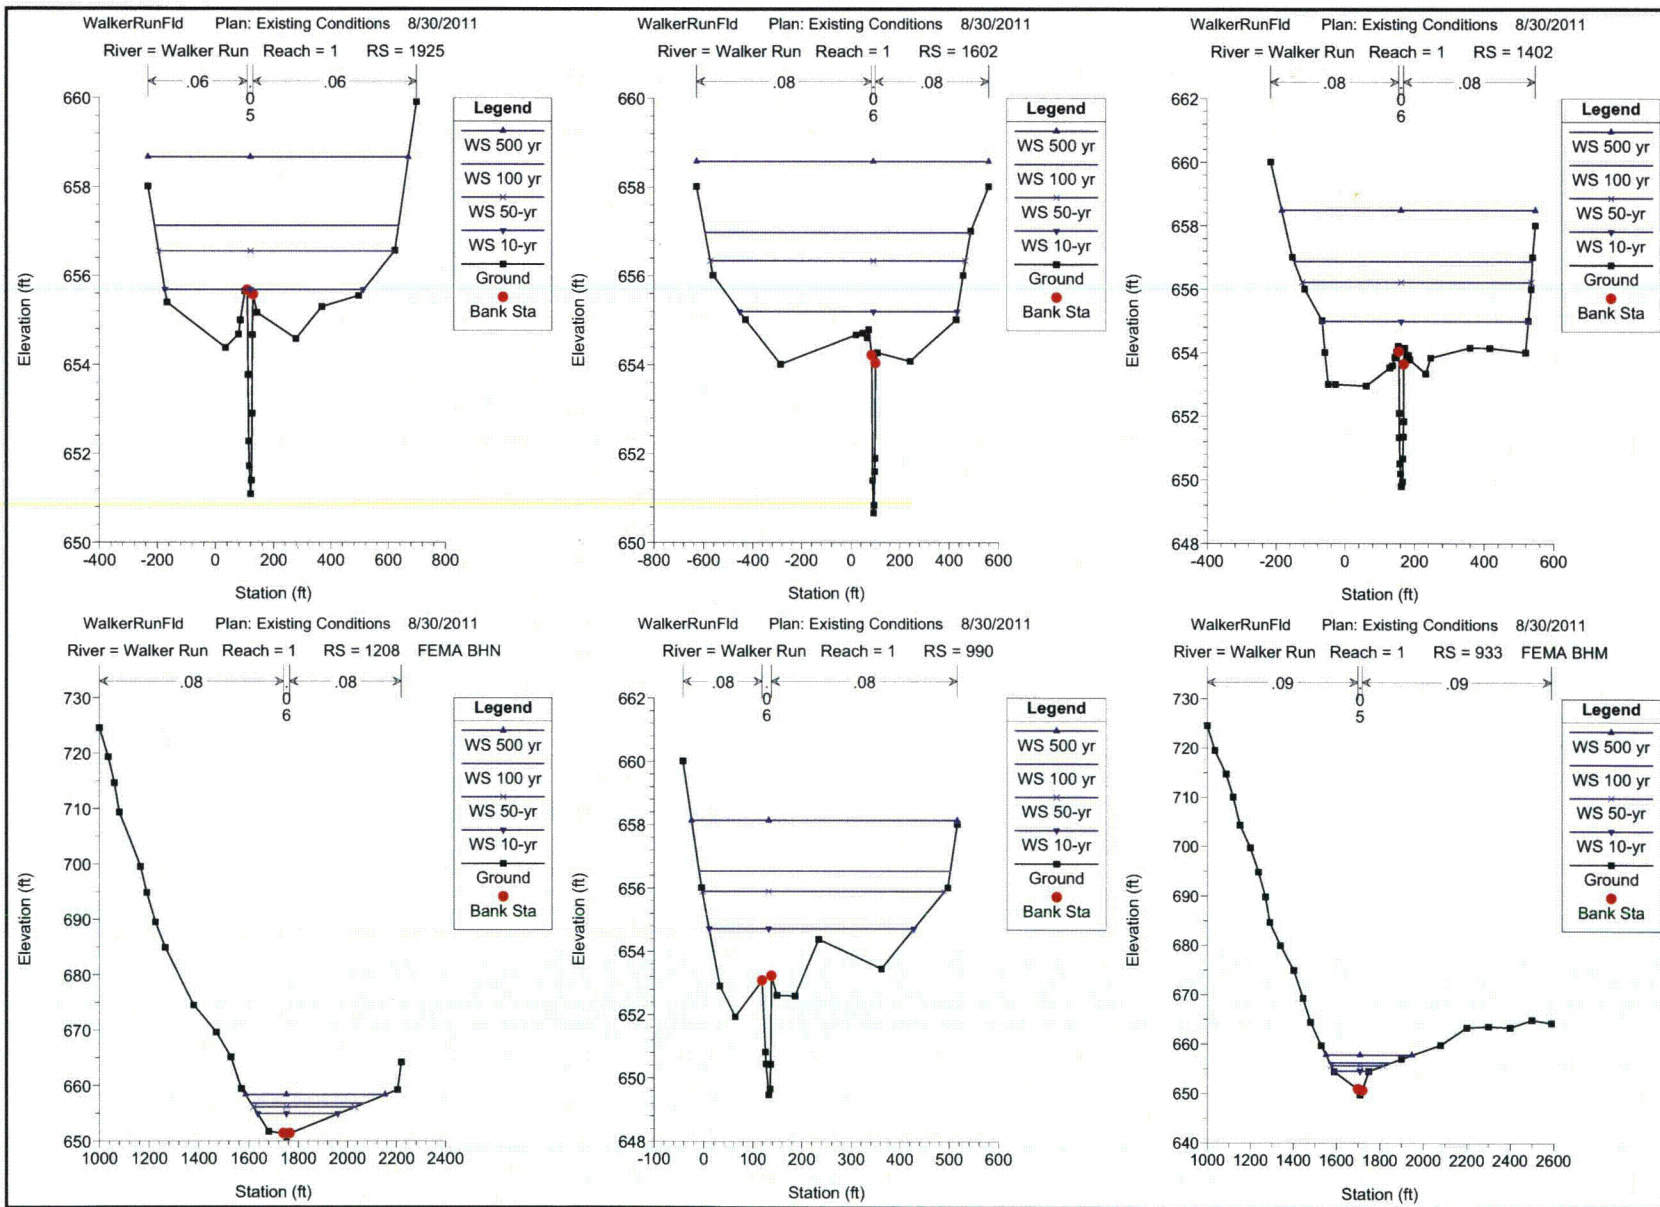 WalkerRunFld Plan: Existing Conditions 8/30/2011
River = Walker Run Reach = 1 RS = 1925
.06 .06
0
5
660
658
656
654
652
650
-400 -200 0 200 400 600 800
Elevation (ft)
Station (ft)
Legend
WS 500 yr
WS 100 yr
WS 50-yr
WS 10-yr
Ground
Bank Sta
WalkerRunFld Plan: Existing Conditions 8/30/2011
River = Walker Run Reach = 1 RS = 1602
.08 .08
0
6
660
658
656
654
652
650
-800 -600 -400 -200 0 200 400 600
Elevation (ft)
Station (ft)
Legend
WS 500 yr
WS 100 yr
WS 50-yr
WS 10-yr
Ground
Bank Sta
WalkerRunFld Plan: Existing Conditions 8/30/2011
River = Walker Run Reach = 1 RS = 1402
.08 .08
0
6
662
660
658
656
654
652
650
648
-400 -200 0 200 400 600
Elevation (ft)
Station (ft)
Legend
WS 500 yr
WS 100 yr
WS 50-yr
WS 10-yr
Ground
Bank Sta
WalkerRunFld Plan: Existing Conditions 8/30/2011
River = Walker Run Reach = 1 RS = 1208 FEMA BHN
.08 .08
0
6
730
720
710
700
690
680
670
660
650
1000 1200 1400 1600 1800 2000 2200 2400
Elevation (ft)
Station (ft)
Legend
WS 500 yr
WS 100 yr
WS 50-yr
WS 10-yr
Ground
Bank Sta
WalkerRunFld Plan: Existing Conditions 8/30/2011
River = Walker Run Reach = 1 RS = 990
.08 .08
.0
6
662
660
658
656
654
652
650
648
-100 0 100 200 300 400 500 600
Elevation (ft)
Station (ft)
Legend
WS 500 yr
WS 100 yr
WS 50-yr
WS 10-yr
Ground
Bank Sta
WalkerRunFld Plan: Existing Conditions 8/30/2011
River = Walker Run Reach = 1 RS = 933 FEMA BHM
.09 .09
0
5
730
720
710
700
690
680
670
660
650
640
1000 1200 1400 1600 1800 2000 2200 2400 2600
Elevation (ft)
Station (ft)
Legend
WS 500 yr
WS 100 yr
WS 50-yr
WS 10-yr
Ground
Bank Sta